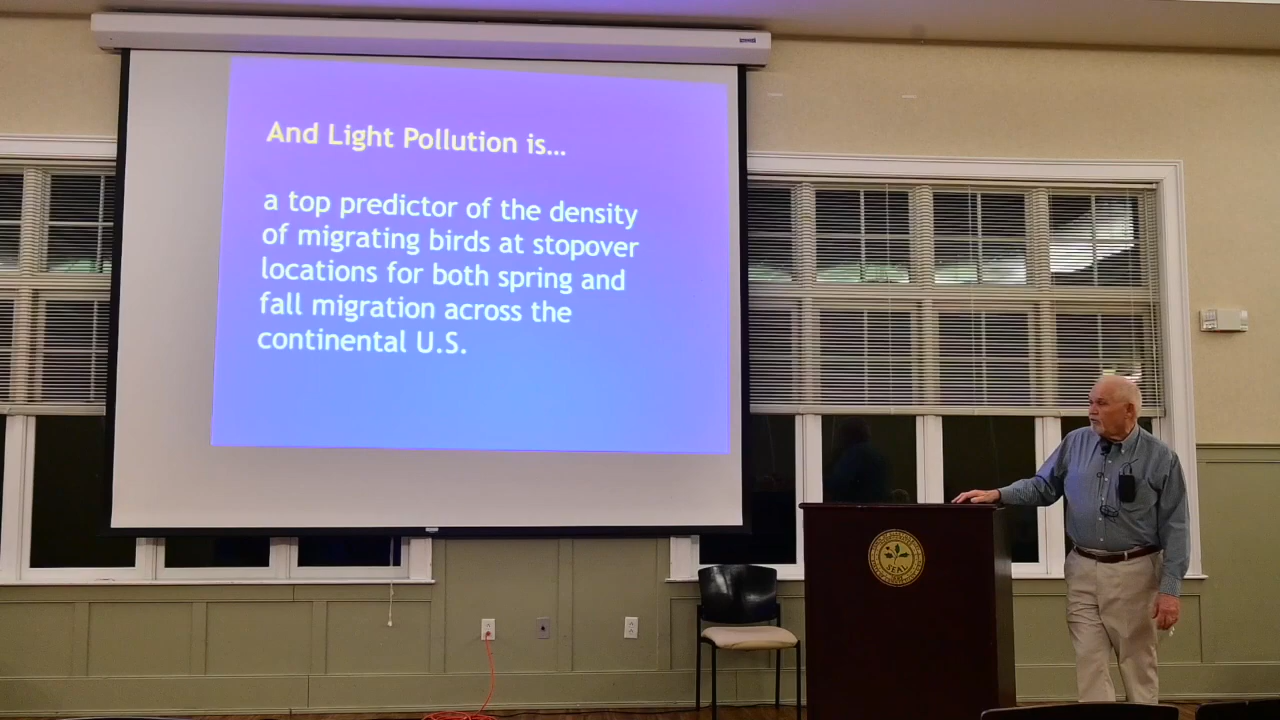 And Light Pollution is...
a top predictor of the density
of migrating birds at stopover
locations for both spring and
fall migration across the
continental U.S.
SEAL